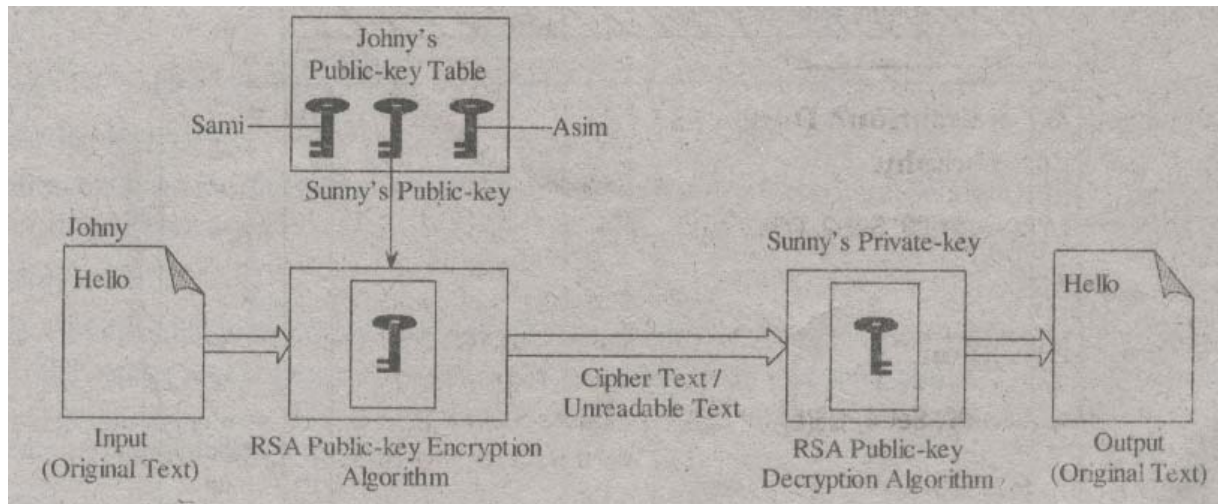 Johny's
Public-key Table
Sami
Asim
Sunny's Public-key
Johny
Hello
Sunny's Private-key
Hello
Cipher Text /
Unreadable Text
Input
(Original Text)
RSA Public-key Encryption
Algorithm
RSA Public-key
Decryption Algorithm
Output
(Original Text)